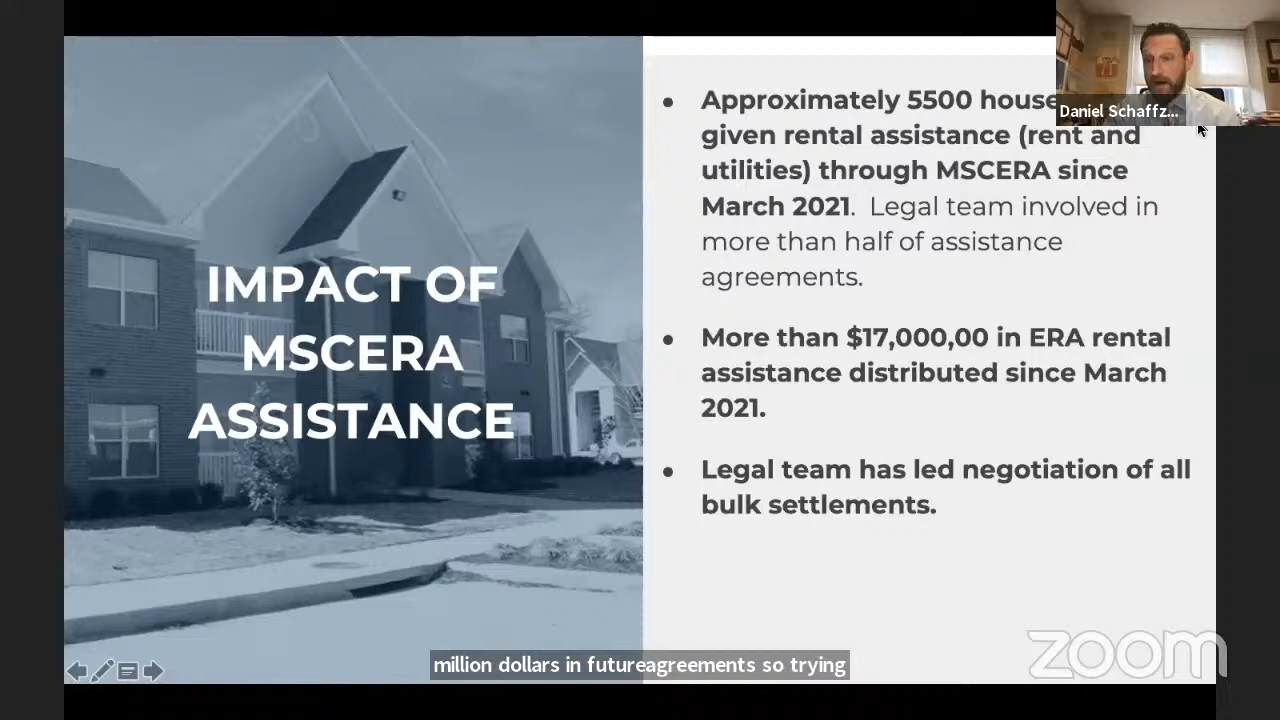 IMPACT OF
MSCERA
ASSISTANCE
• Approximately 5500
given rental assistance (rent and
utilities) through MSCERA since
March 2021. Legal team involved in
more than half of assistance
agreements.
• More than $17,000,00 in ERA rental
assistance distributed since March
2021.
• Legal team has led negotiation of all
bulk settlements.
Daniel Schaffz...
million dollars in futureagreements so trying
zoom